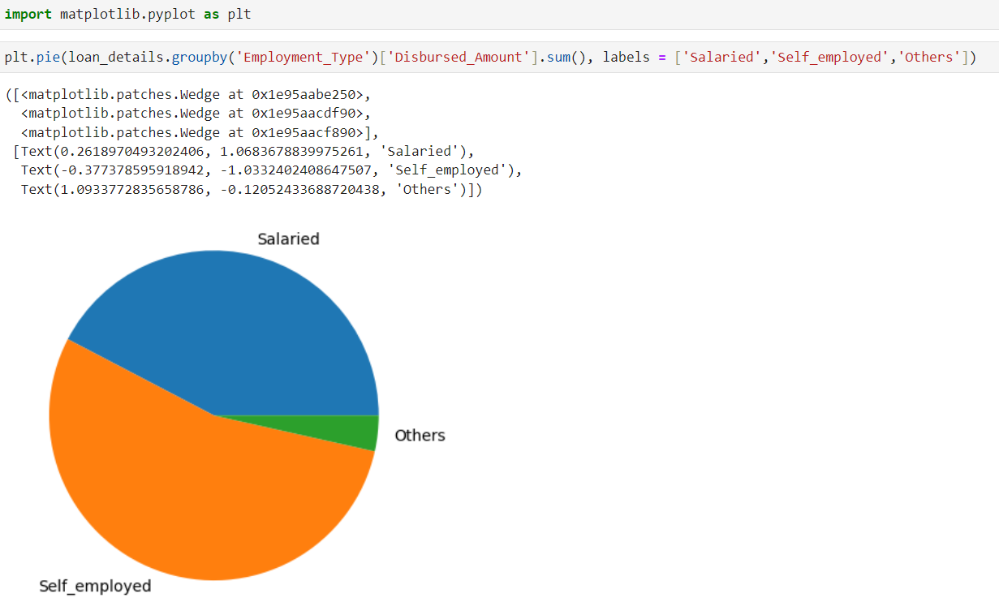 import matplotlib.pyplot as plt
plt.pie(loan_details.groupby('Employment_Type')['Disbursed_Amount'].sum(), labels = ['Salaried','Self_employed','Others'])
([<matplotlib.patches.Wedge at 0x1e95aabe250>,
<matplotlib.patches.Wedge at 0x1e95aacdf90>,
<matplotlib.patches.Wedge at 0x1e95aacf890>],
[Text(0.2618970493202406, 1.0683678839975261, 'Salaried'),
Text(-0.377378595918942, -1.0332402408647507, 'Self_employed'),
Text(1.0933772835658786, -0.12052433688720438, 'Others')])
Salaried
Others
Self_employed